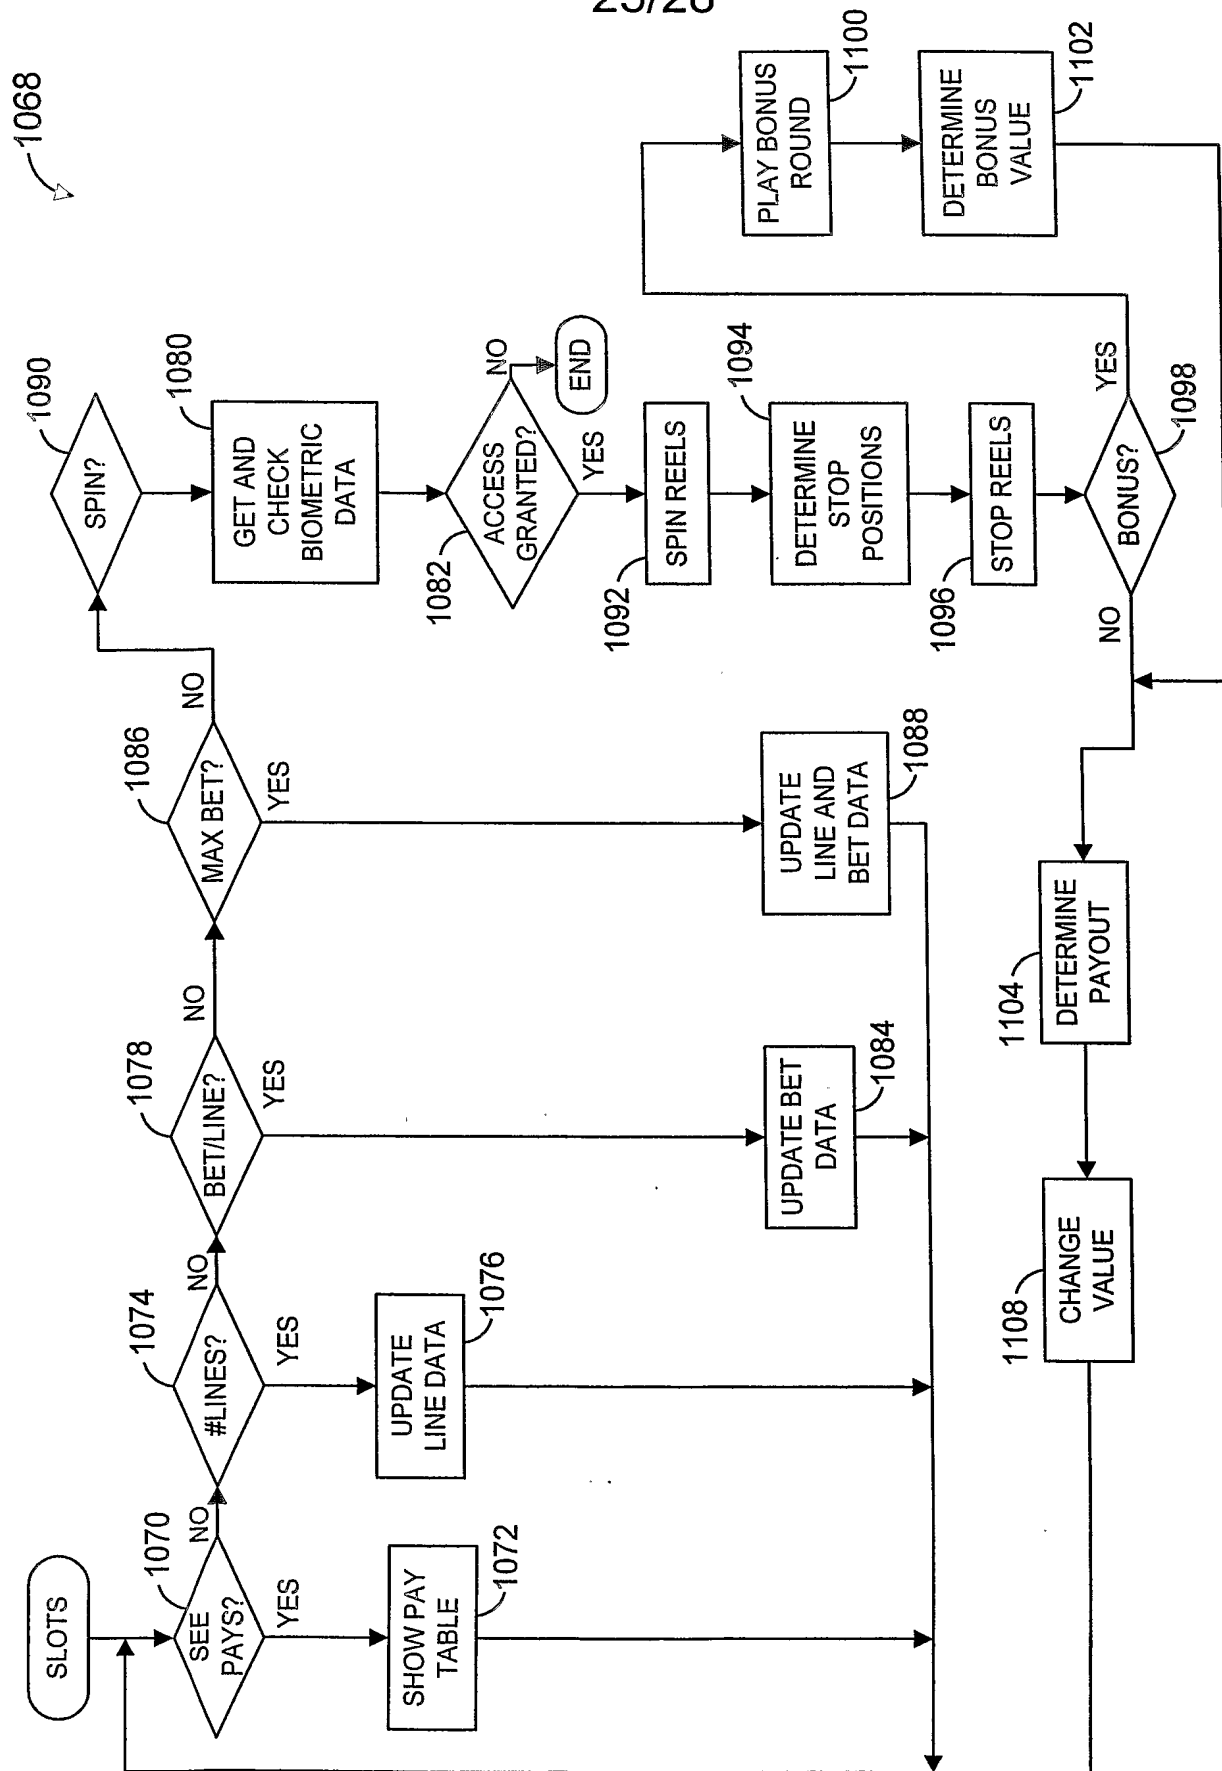 1068
SLOTS
SEE
PAYS?
1070
NO
YES
SHOW PAY
TABLE
1072
#LINES?
1074
NO
YES
UPDATE
LINE DATA
1076
BET/LINE?
1078
NO
YES
UPDATE BET
DATA
1084
MAX BET?
1086
NO
YES
UPDATE
LINE AND
BET DATA
1088
SPIN?
1090
GET AND
CHECK
BIOMETRIC
DATA
1080
ACCESS
GRANTED?
1082
NO
END
YES
SPIN REELS
1092
DETERMINE
STOP
POSITIONS
1094
STOP REELS
1096
BONUS?
1098
YES
NO
PLAY BONUS
ROUND
1100
DETERMINE
BONUS
VALUE
1102
DETERMINE
PAYOUT
1104
CHANGE
VALUE
1108